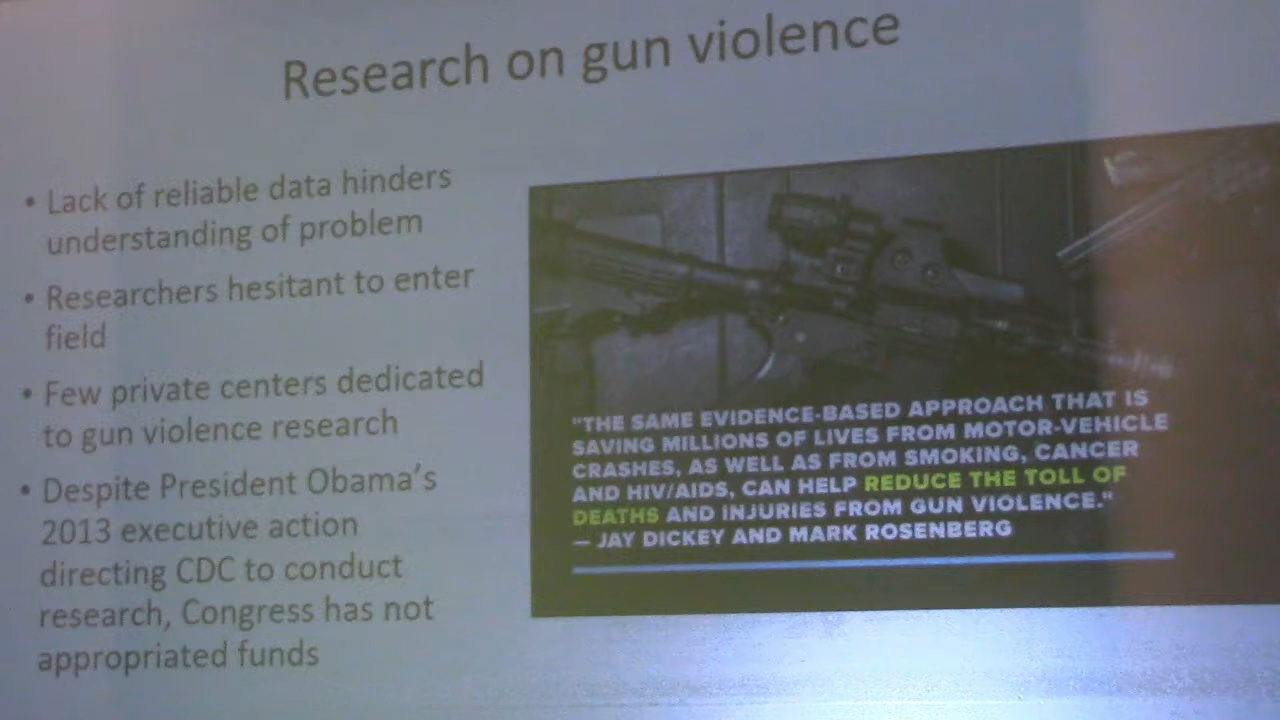 Research on gun violence
• Lack of reliable data hinders
understanding of problem
• Researchers hesitant to enter
field
• Few private centers dedicated
to gun violence research
• Despite President Obama's
2013 executive action
directing CDC to conduct
research, Congress has not
appropriated funds
"THE SAME EVIDENCE-BASED APPROACH THAT IS
SAVING MILLIONS OF LIVES FROM MOTOR-VEHICLE
CRASHES, AS WELL AS FROM SMOKING, CANCER
AND HIV/AIDS, CAN HELP REDUCE THE TOLL OF
DEATHS AND INJURIES FROM GUN VIOLENCE."
— JAY DICKEY AND MARK ROSENBERG